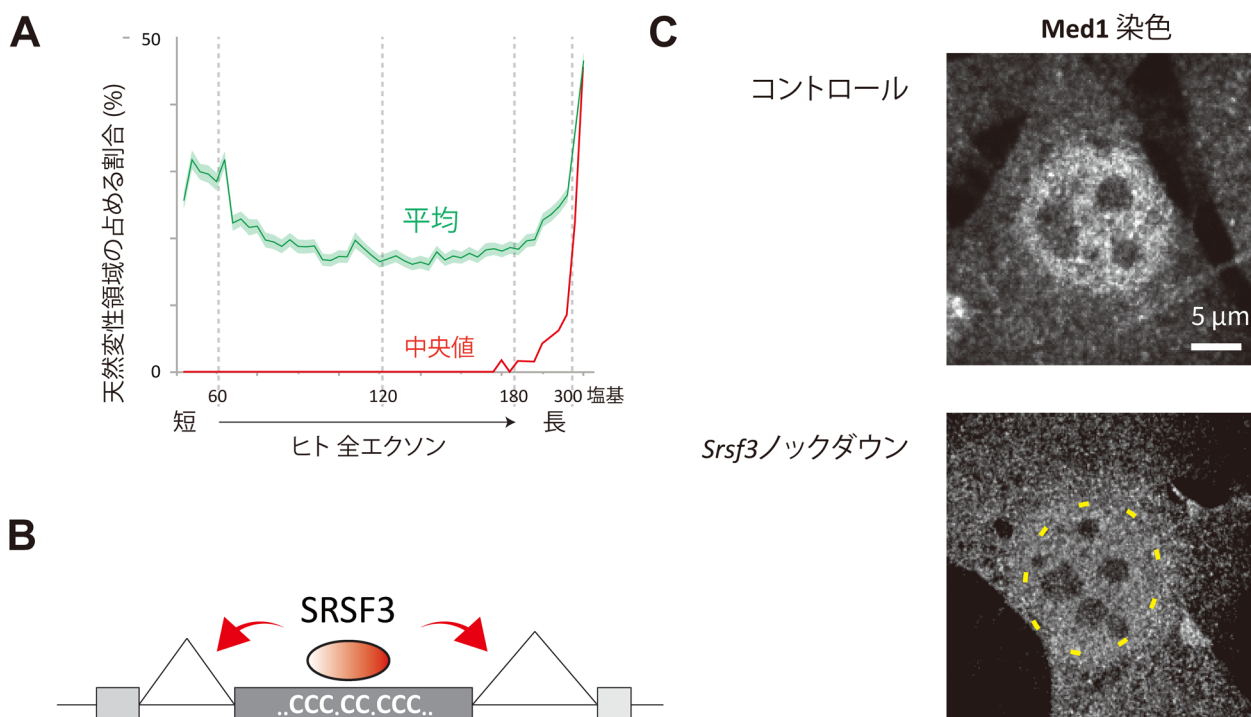 A
50
天然変性領域の占める割合 (%)
平均
中央値
0
60
120
180
300 塩基
短
長
ヒト 全エクソン
B
SRSF3
..CCC.CC.CCC..
C
Med1 染色
コントロール
5 μm
Srsf3ノックダウン